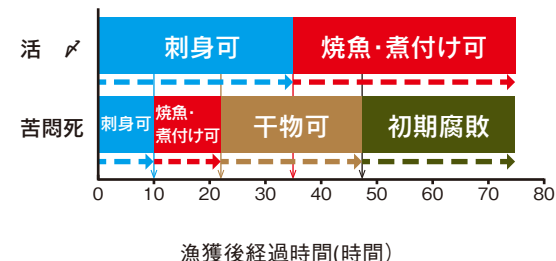 活〆 刺身可 焼魚・煮付け可
苦悶死 刺身可 焼魚・煮付け可 干物可 初期腐敗
0 10 20 30 40 50 60 70 80
漁獲後経過時間(時間)